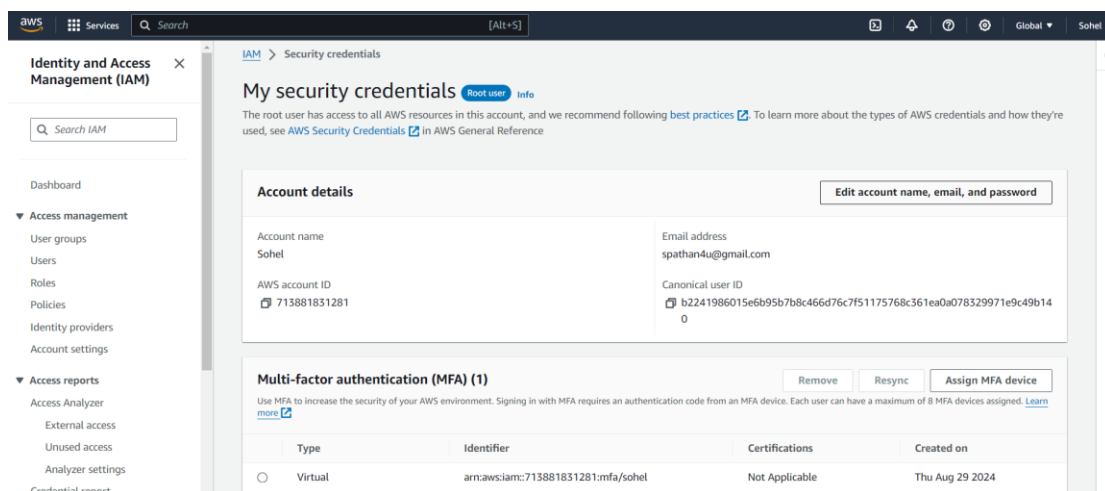 aws Services Search [Alt+S] Global Sohel
Identity and Access
Management (IAM)
Search IAM
Dashboard
Access management
User groups
Users
Roles
Policies
Identity providers
Account settings
Access reports
Access Analyzer
External access
Unused access
Analyzer settings
Credential report
IAM > Security credentials
My security credentials Root user Info
The root user has access to all AWS resources in this account, and we recommend following best practices. To learn more about the types of AWS credentials and how they're
used, see AWS Security Credentials in AWS General Reference
Account details Edit account name, email, and password
Account name
Sohel
Email address
spathan4u@gmail.com
AWS account ID
713881831281
Canonical user ID
b2241986015e6b95b7b8c466d76c7f51175768c361ea0a078329971e9c49b14
0
Multi-factor authentication (MFA) (1) Remove Resync Assign MFA device
Use MFA to increase the security of your AWS environment. Signing in with MFA requires an authentication code from an MFA device. Each user can have a maximum of 8 MFA devices assigned. Learn
more
Type Identifier Certifications Created on
Virtual arn:aws:iam::713881831281:mfa/sohel Not Applicable Thu Aug 29 2024